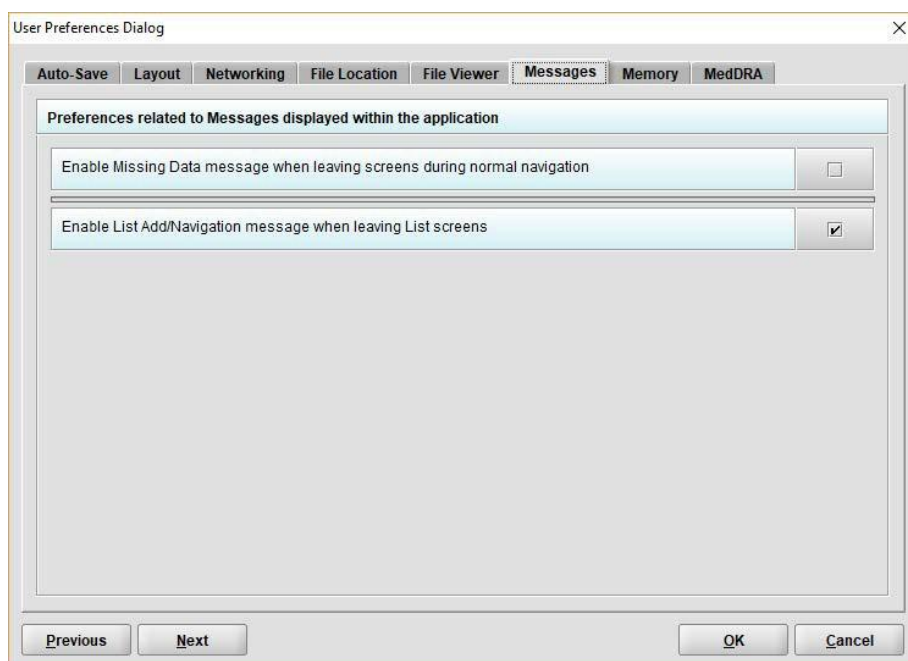 User Preferences Dialog
Auto-Save Layout Networking File Location File Viewer Messages Memory MedDRA
Preferences related to Messages displayed within the application
Enable Missing Data message when leaving screens during normal navigation
Enable List Add/Navigation message when leaving List screens
Previous Next OK Cancel